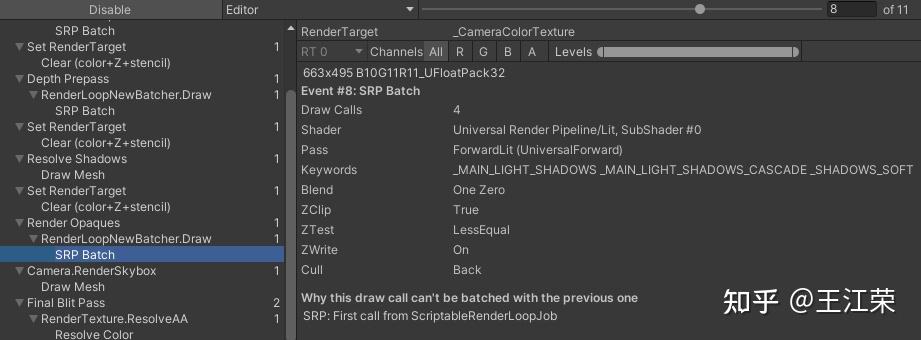 Disable
Editor
8
of 11
SRP Batch
Set RenderTarget 1
Clear (color+Z+stencil)
Depth Prepass 1
RenderLoopNewBatcher.Draw 1
SRP Batch
Set RenderTarget 1
Clear (color+Z+stencil)
Resolve Shadows 1
Draw Mesh
Set RenderTarget 1
Clear (color+Z+stencil)
Render Opaques 1
RenderLoopNewBatcher.Draw 1
SRP Batch
Camera.RenderSkybox 1
Draw Mesh
Final Blit Pass 2
RenderTexture.ResolveAA 1
Resolve Color
RenderTarget _CameraColorTexture
RT 0 Channels All R G B A Levels
663x495 B10G11R11_UFloatPack32
Event #8: SRP Batch
Draw Calls 4
Shader Universal Render Pipeline/Lit, SubShader #0
Pass ForwardLit (UniversalForward)
Keywords _MAIN_LIGHT_SHADOWS _MAIN_LIGHT_SHADOWS_CASCADE _SHADOWS_SOFT
Blend One Zero
ZClip True
ZTest LessEqual
ZWrite On
Cull Back
Why this draw call can't be batched with the previous one
SRP: First call from ScriptableRenderLoopJob
知乎 @王江荣